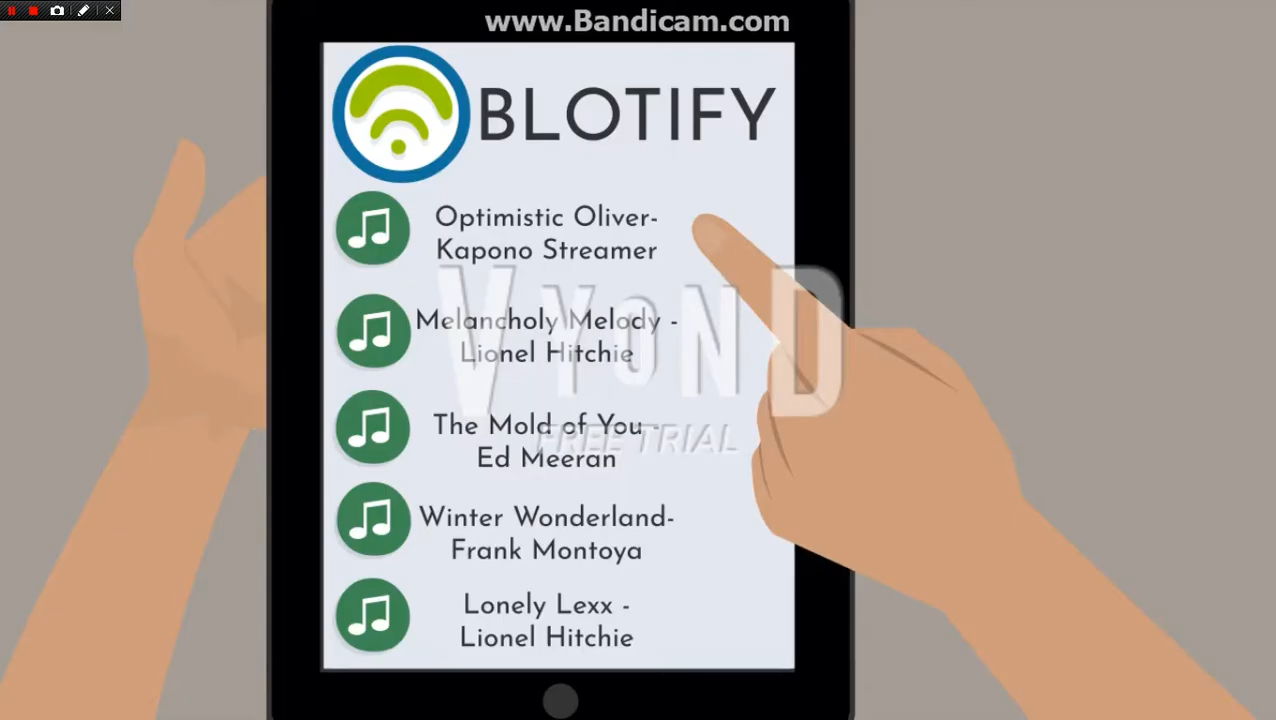 www.Bandicam.com
BLOTIFY
Optimistic Oliver-
Kapono Streamer
Melancholy Melody -
Lionel Hitchie
The Mold of You -
Ed Meeran
Winter Wonderland-
Frank Montoya
Lonely Lexx -
Lionel Hitchie
VYOND
FREE TRIAL